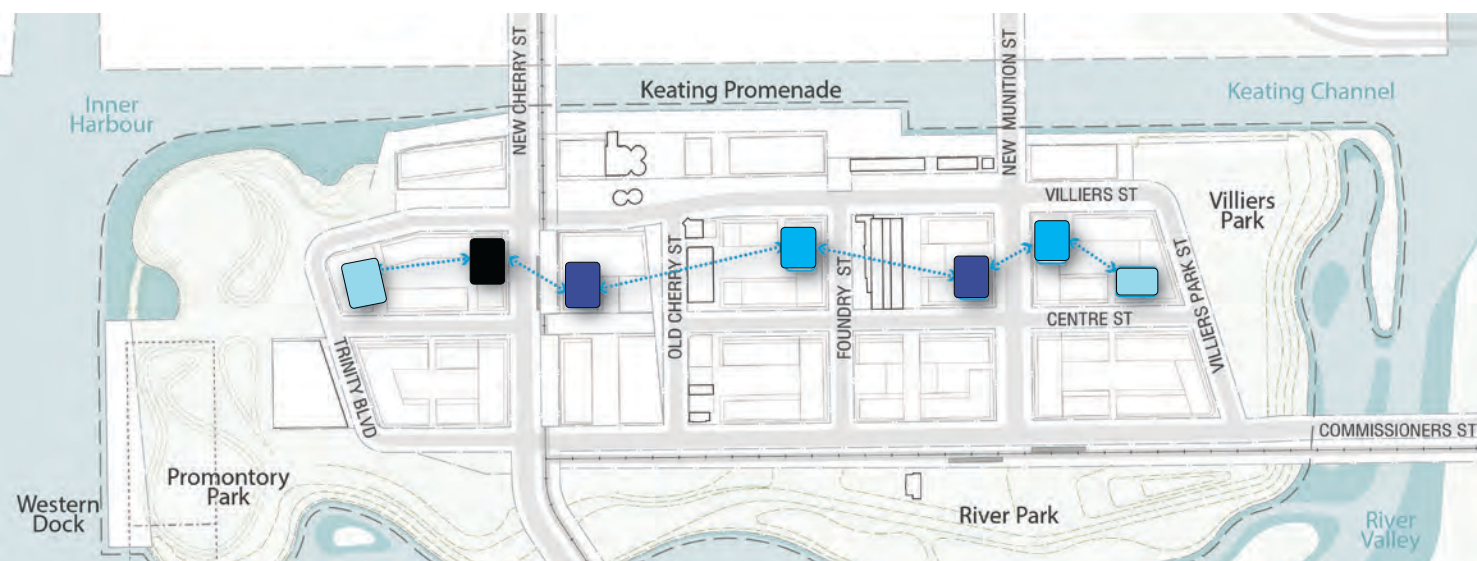 NEW CHERRY ST
NEW MUNITION ST
Keating Promenade
Keating Channel
Inner
Harbour
VILLIERS ST
Villiers
Park
OLD CHERRY ST
FOUNDRY ST
VILLIERS PARK ST
CENTRE ST
TRINITY BLVD
COMMISSIONERS ST
Promontory
Park
Western
Dock
River Park
River
Valley